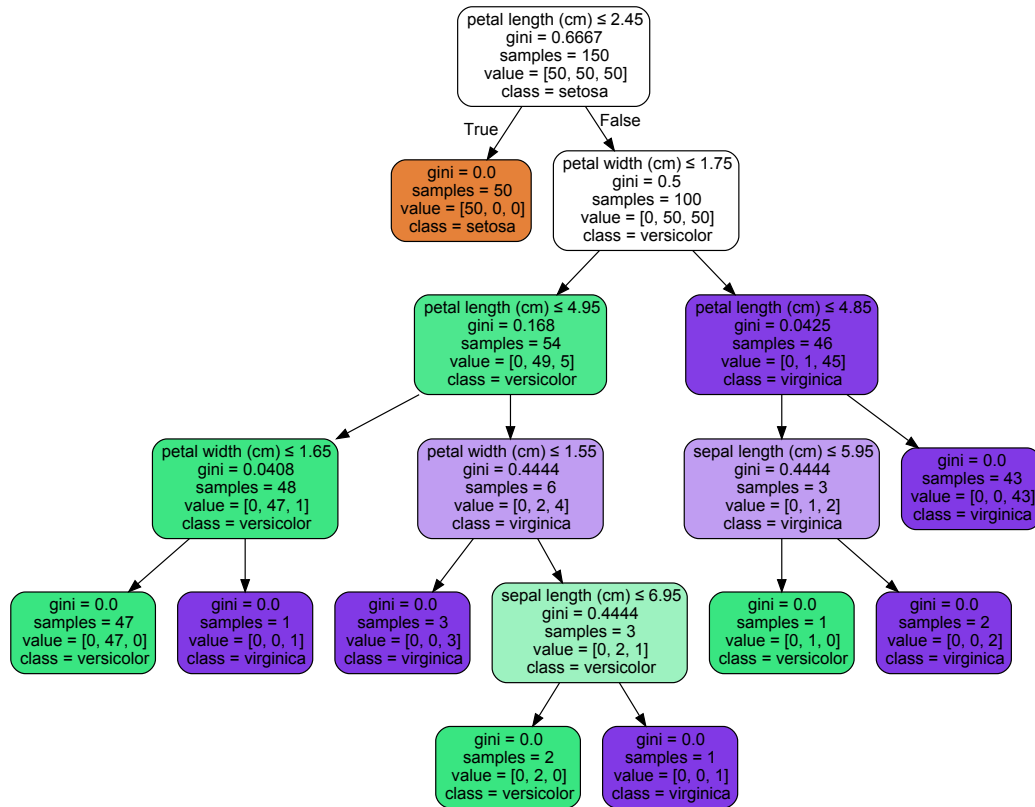 petal length (cm) ≤ 2.45
gini = 0.6667
samples = 150
value = [50, 50, 50]
class = setosa
True
False
gini = 0.0
samples = 50
value = [50, 0, 0]
class = setosa
petal width (cm) ≤ 1.75
gini = 0.5
samples = 100
value = [0, 50, 50]
class = versicolor
petal length (cm) ≤ 4.95
gini = 0.168
samples = 54
value = [0, 49, 5]
class = versicolor
petal length (cm) ≤ 4.85
gini = 0.0425
samples = 46
value = [0, 1, 45]
class = virginica
petal width (cm) ≤ 1.65
gini = 0.0408
samples = 48
value = [0, 47, 1]
class = versicolor
petal width (cm) ≤ 1.55
gini = 0.4444
samples = 6
value = [0, 2, 4]
class = virginica
sepal length (cm) ≤ 5.95
gini = 0.4444
samples = 3
value = [0, 1, 2]
class = virginica
gini = 0.0
samples = 43
value = [0, 0, 43]
class = virginica
gini = 0.0
samples = 47
value = [0, 47, 0]
class = versicolor
gini = 0.0
samples = 1
value = [0, 0, 1]
class = virginica
gini = 0.0
samples = 3
value = [0, 0, 3]
class = virginica
sepal length (cm) ≤ 6.95
gini = 0.4444
samples = 3
value = [0, 2, 1]
class = versicolor
gini = 0.0
samples = 1
value = [0, 1, 0]
class = versicolor
gini = 0.0
samples = 2
value = [0, 0, 2]
class = virginica
gini = 0.0
samples = 2
value = [0, 2, 0]
class = versicolor
gini = 0.0
samples = 1
value = [0, 0, 1]
class = virginica